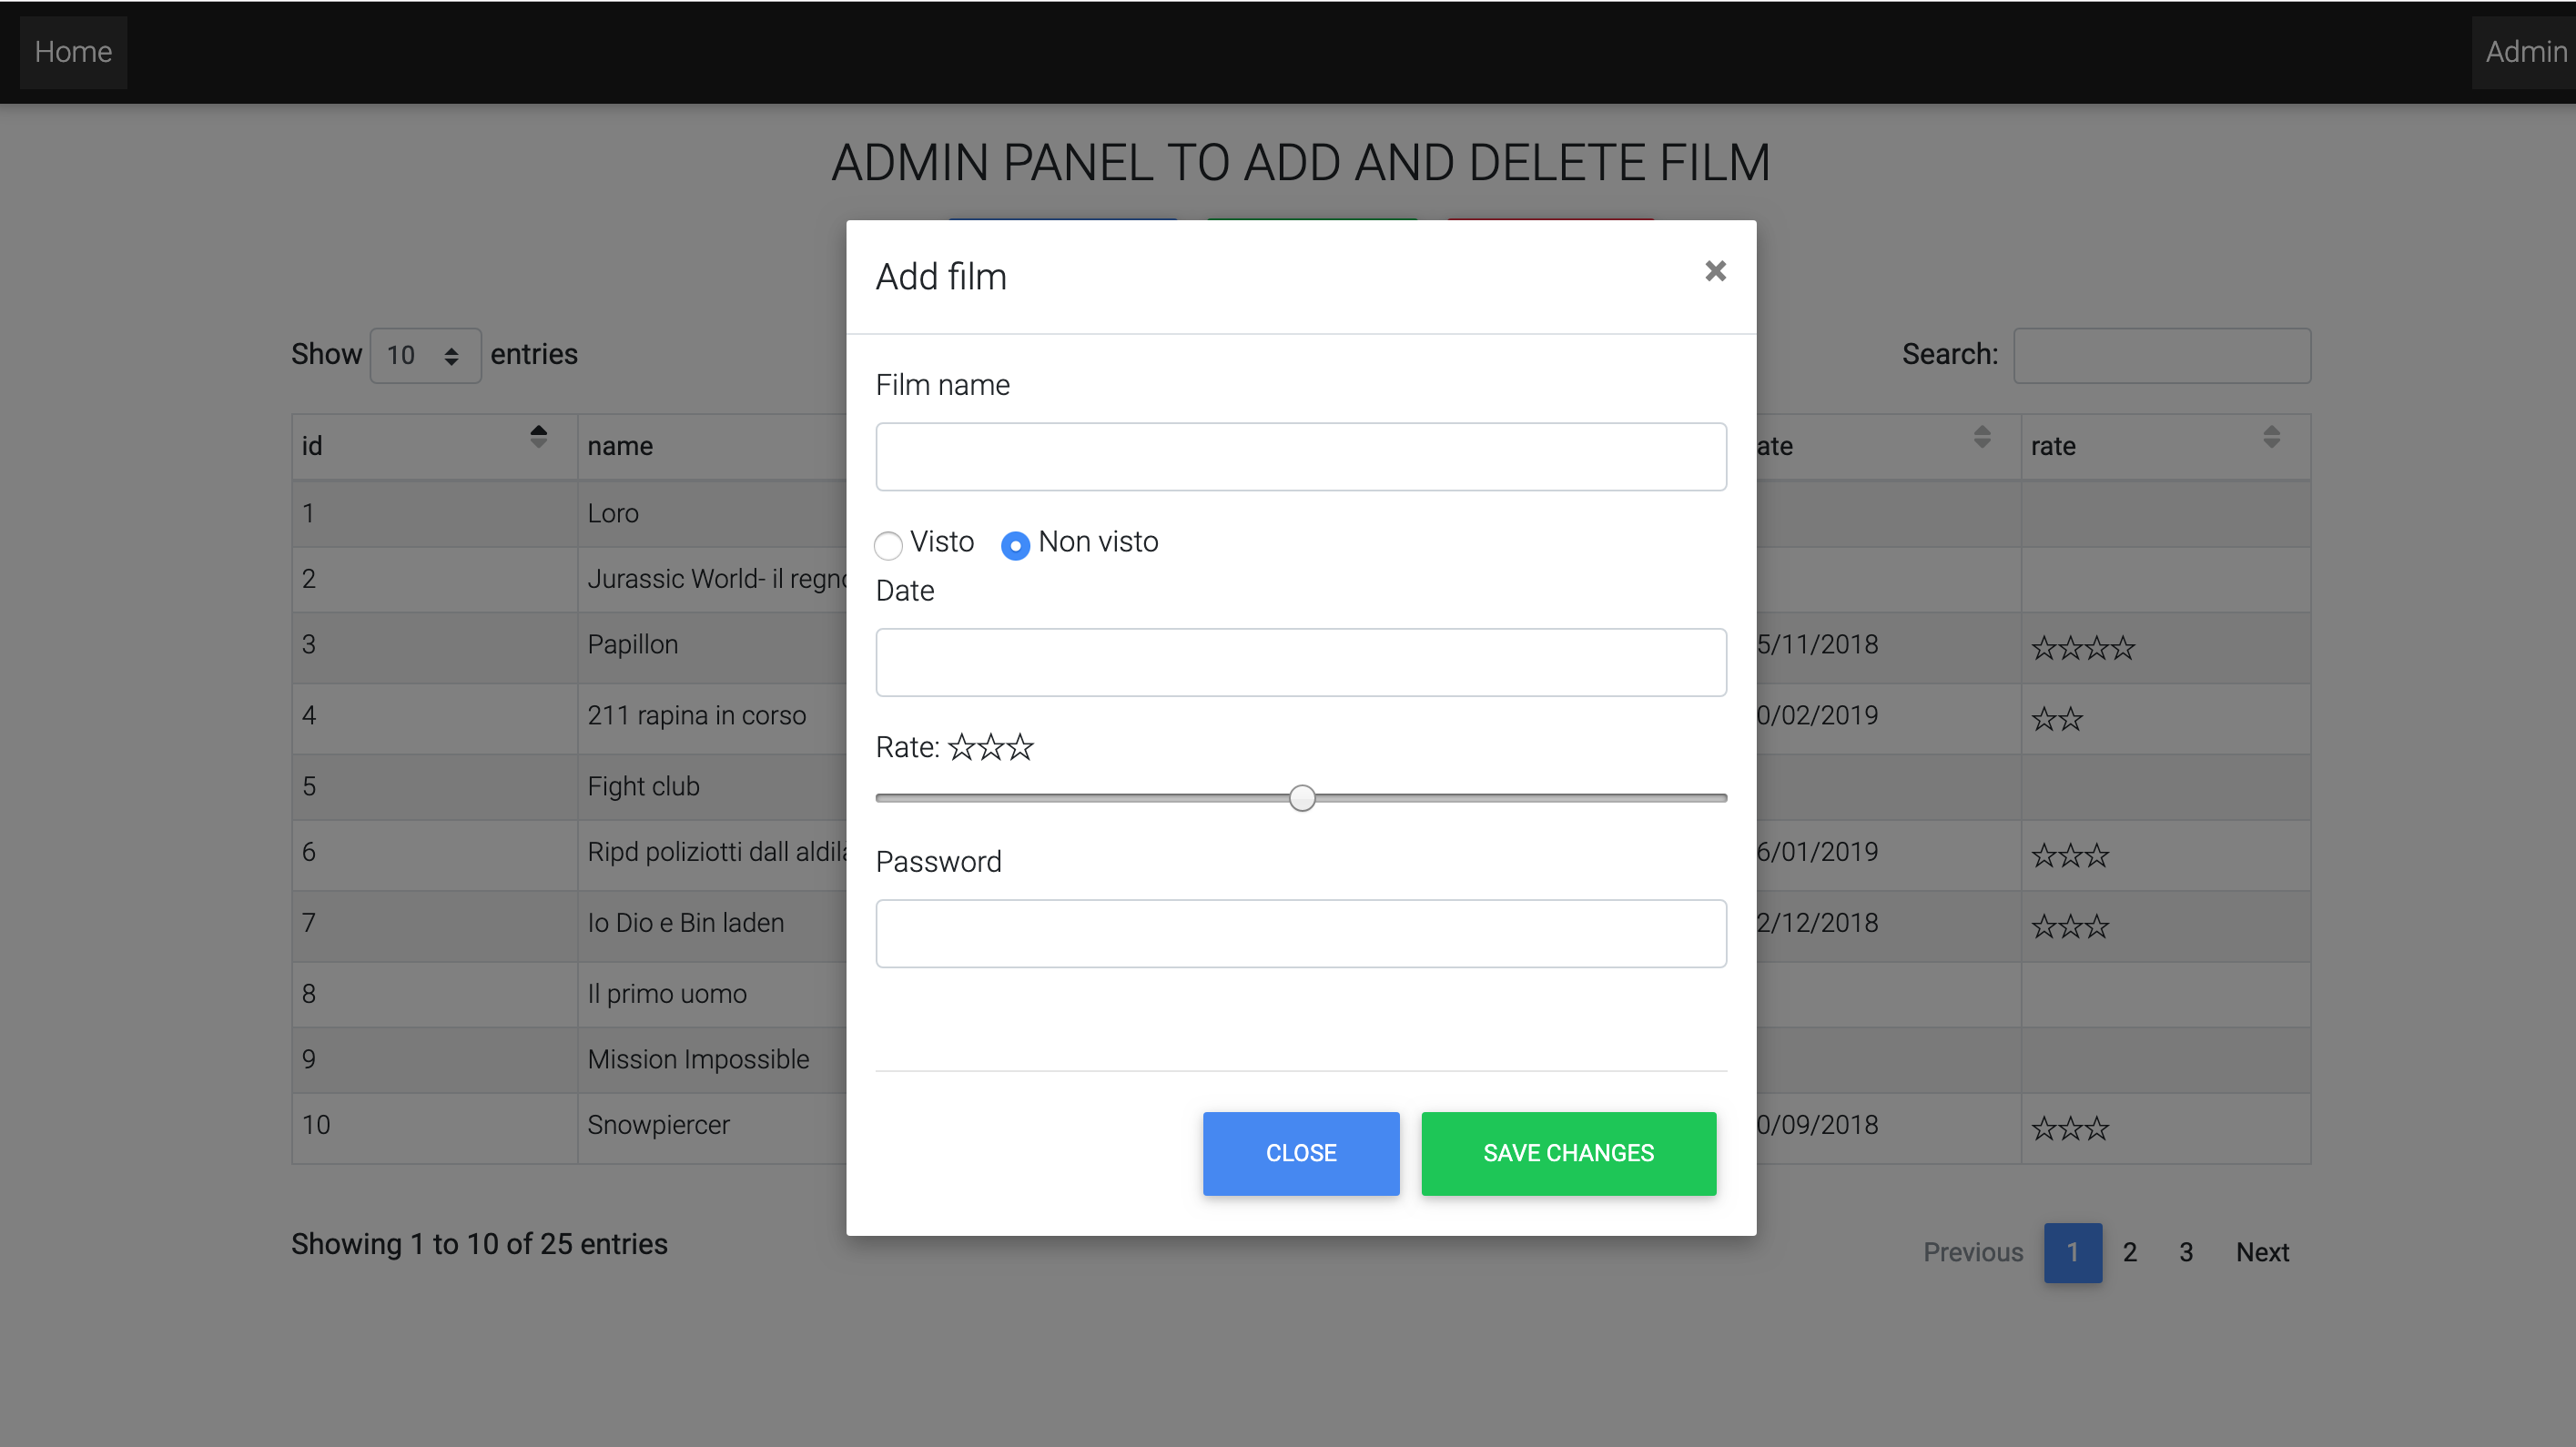 Home Admin
ADMIN PANEL TO ADD AND DELETE FILM
Add film ×
Show 10 entries
Search:
Film name
Visto Non visto
Date
Rate: ☆☆☆
Password
CLOSE SAVE CHANGES
id name ate rate
1 Loro
2 Jurassic World- il regno
3 Papillon 5/11/2018 ☆☆☆☆
4 211 rapina in corso 0/02/2019 ☆☆
5 Fight club
6 Ripd poliziotti dall aldila 6/01/2019 ☆☆☆
7 Io Dio e Bin laden 2/12/2018 ☆☆☆
8 Il primo uomo
9 Mission Impossible
10 Snowpiercer 0/09/2018 ☆☆☆
Showing 1 to 10 of 25 entries
Previous 1 2 3 Next